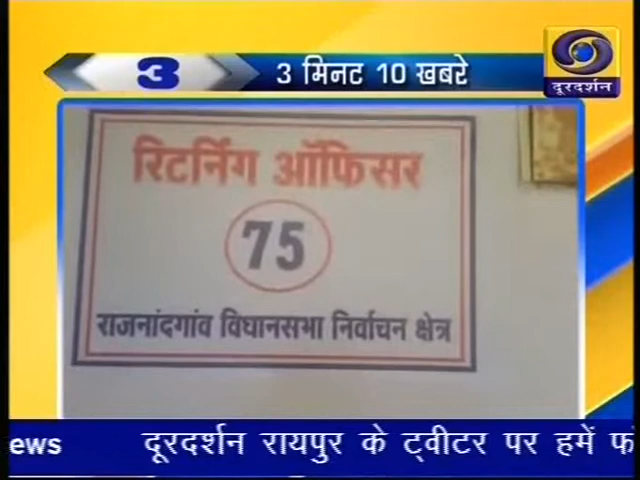 3
3 मिनट 10 खबरे
दूरदर्शन
रिटर्निंग ऑफिसर
75
राजनांदगांव विधानसभा निर्वाचन क्षेत्र
ews दूरदर्शन रायपुर के ट्वीटर पर हमें